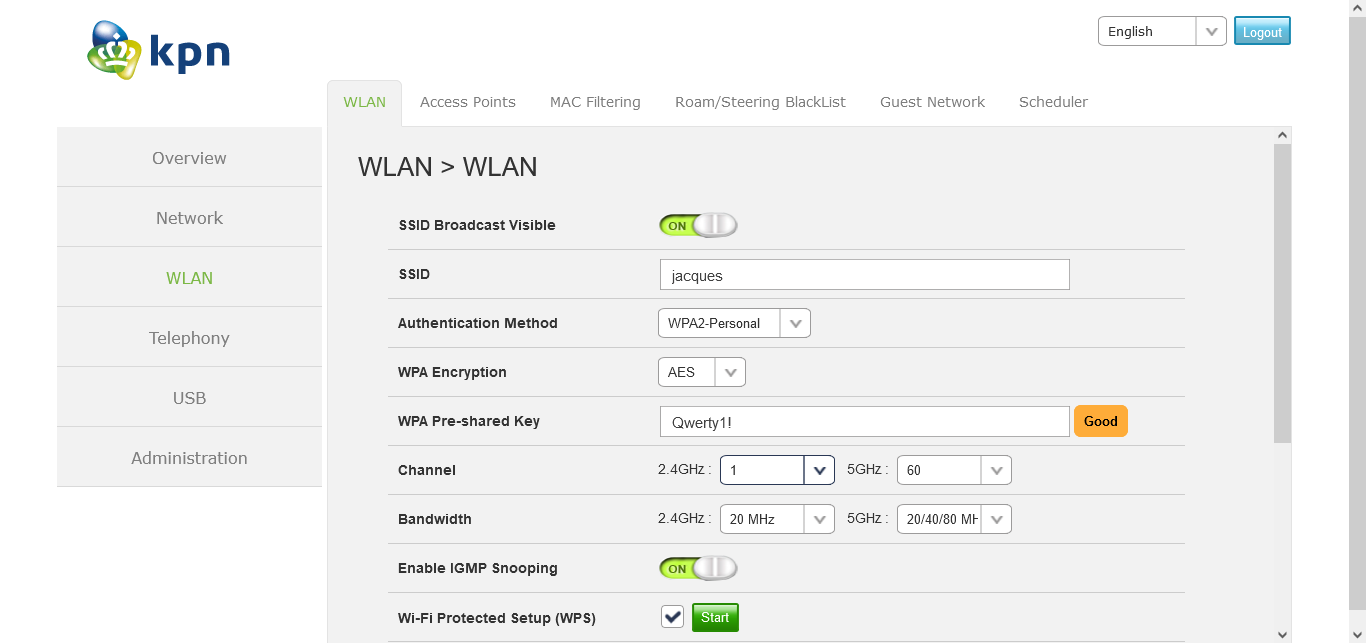 kpn
English
Logout
WLAN Access Points MAC Filtering Roam/Steering BlackList Guest Network Scheduler
Overview
Network
WLAN
Telephony
USB
Administration
WLAN > WLAN
SSID Broadcast Visible ON
SSID jacques
Authentication Method WPA2-Personal
WPA Encryption AES
WPA Pre-shared Key Qwerty1! Good
Channel 2.4GHz : 1 5GHz : 60
Bandwidth 2.4GHz : 20 MHz 5GHz : 20/40/80 MH
Enable IGMP Snooping ON
Wi-Fi Protected Setup (WPS) Start